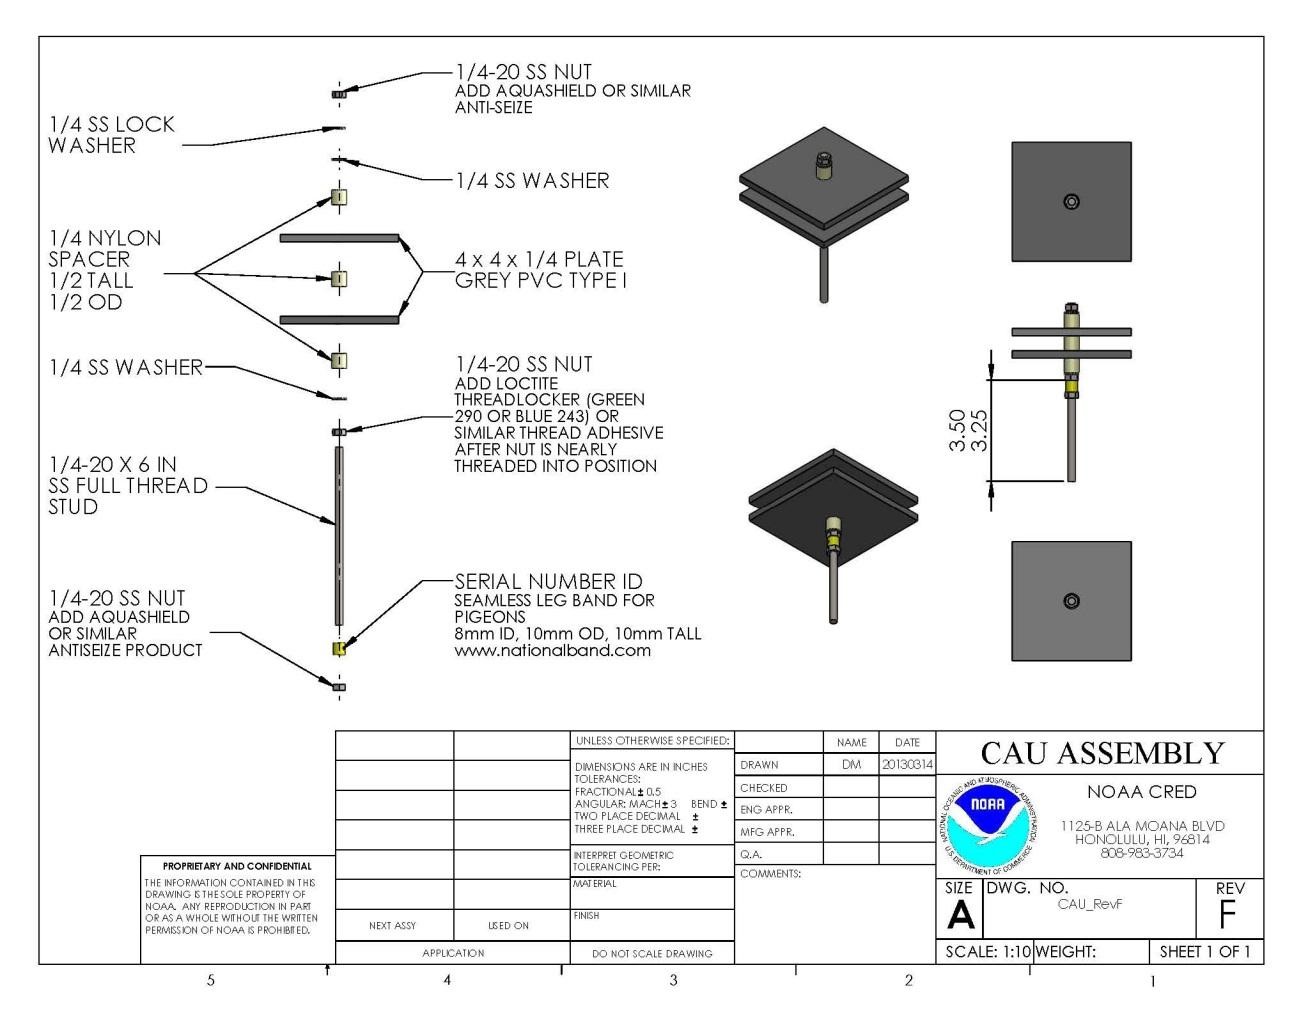 1/4-20 SS NUT
ADD AQUASHIELD OR SIMILAR
ANTI-SEIZE
1/4 SS LOCK
WASHER
1/4 SS WASHER
1/4 NYLON
SPACER
1/2 TALL
1/2 OD
4 x 4 x 1/4 PLATE
GREY PVC TYPE I
1/4 SS WASHER
1/4-20 SS NUT
ADD LOCTITE
THREADLOCKER (GREEN
290 OR BLUE 243) OR
SIMILAR THREAD ADHESIVE
AFTER NUT IS NEARLY
THREADED INTO POSITION
1/4-20 X 6 IN
SS FULL THREAD
STUD
1/4-20 SS NUT
ADD AQUASHIELD
OR SIMILAR
ANTISEIZE PRODUCT
SERIAL NUMBER ID
SEAMLESS LEG BAND FOR
PIGEONS
8mm ID, 10mm OD, 10mm TALL
www.nationalband.com
3.50
3.25
PROPRIETARY AND CONFIDENTIAL
THE INFORMATION CONTAINED IN THIS
DRAWING IS THE SOLE PROPERTY OF
NOAA. ANY REPRODUCTION IN PART
OR AS A WHOLE WITHOUT THE WRITTEN
PERMISSION OF NOAA IS PROHIBITED.
NEXT ASSY
USED ON
APPLICATION
UNLESS OTHERWISE SPECIFIED:
DIMENSIONS ARE IN INCHES
TOLERANCES:
FRACTIONAL ± 0.5
ANGULAR: MACH ± 3 BEND ±
TWO PLACE DECIMAL ±
THREE PLACE DECIMAL ±
INTERPRET GEOMETRIC
TOLERANCING PER:
MATERIAL
FINISH
DO NOT SCALE DRAWING
NAME
DATE
DRAWN
DM
20130314
CHECKED
ENG APPR.
MFG APPR.
Q.A.
COMMENTS:
CAU ASSEMBLY
NATIONAL OCEANIC AND ATMOSPHERIC ADMINISTRATION
NOAA
U.S. DEPARTMENT OF COMMERCE
NOAA CRED
1125-B ALA MOANA BLVD
HONOLULU, HI, 96814
808-983-3734
SIZE
A
DWG. NO.
CAU_RevF
REV
F
SCALE: 1:10
WEIGHT:
SHEET 1 OF 1
5
4
3
2
1